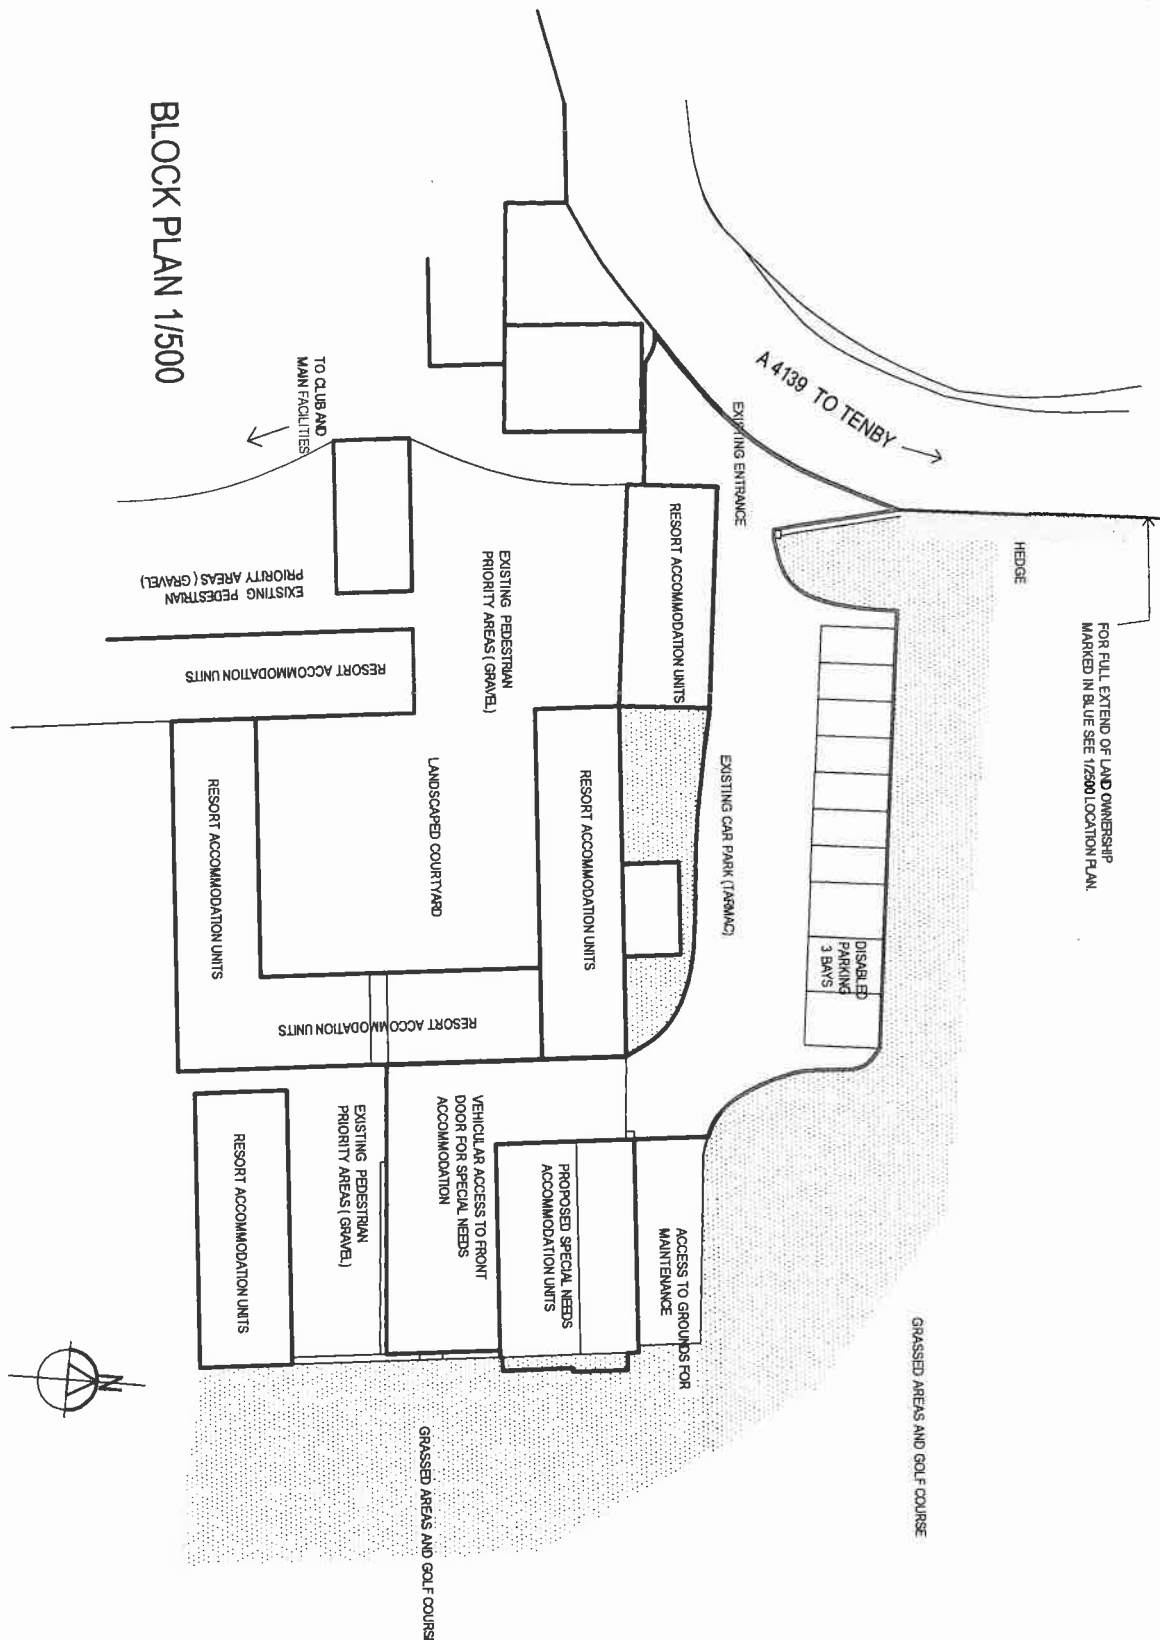 BLOCK PLAN 1/500
A 4139 TO TENBY
EXISTING ENTRANCE
HEDGE
FOR FULL EXTEND OF LAND OWNERSHIP
MARKED IN BLUE SEE 1/2500 LOCATION PLAN.
TO CLUB AND
MAIN FACILITIES
EXISTING PEDESTRIAN
PRIORITY AREAS ( GRAVEL)
RESORT ACCOMMODATION UNITS
EXISTING PEDESTRIAN
PRIORITY AREAS ( GRAVEL)
RESORT ACCOMMODATION UNITS
RESORT ACCOMMODATION UNITS
LANDSCAPED COURTYARD
RESORT ACCOMMODATION UNITS
EXISTING CAR PARK (TARMAC)
DISABLED
PARKING
3 BAYS
RESORT ACCOMMODATION UNITS
RESORT ACCOMMODATION UNITS
EXISTING PEDESTRIAN
PRIORITY AREAS ( GRAVEL)
VEHICULAR ACCESS TO FRONT
DOOR FOR SPECIAL NEEDS
ACCOMMODATION
PROPOSED SPECIAL NEEDS
ACCOMMODATION UNITS
ACCESS TO GROUNDS FOR
MAINTENANCE
GRASSED AREAS AND GOLF COURSE
GRASSED AREAS AND GOLF COURSE
N